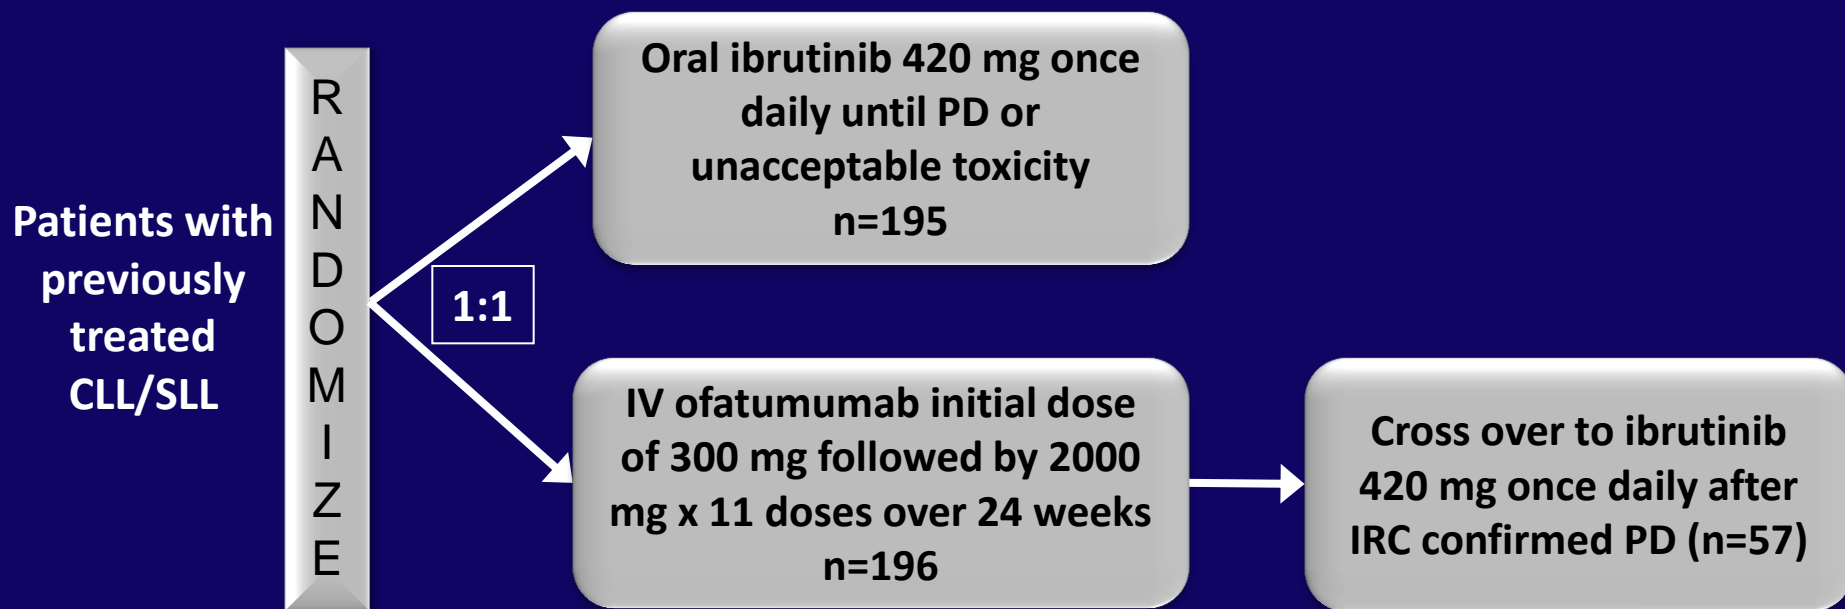 Patients with
previously
treated
CLL/SLL
R
A
N
D
O
M
I
Z
E
1:1
Oral ibrutinib 420 mg once
daily until PD or
unacceptable toxicity
n=195
IV ofatumumab initial dose
of 300 mg followed by 2000
mg x 11 doses over 24 weeks
n=196
Cross over to ibrutinib
420 mg once daily after
IRC confirmed PD (n=57)